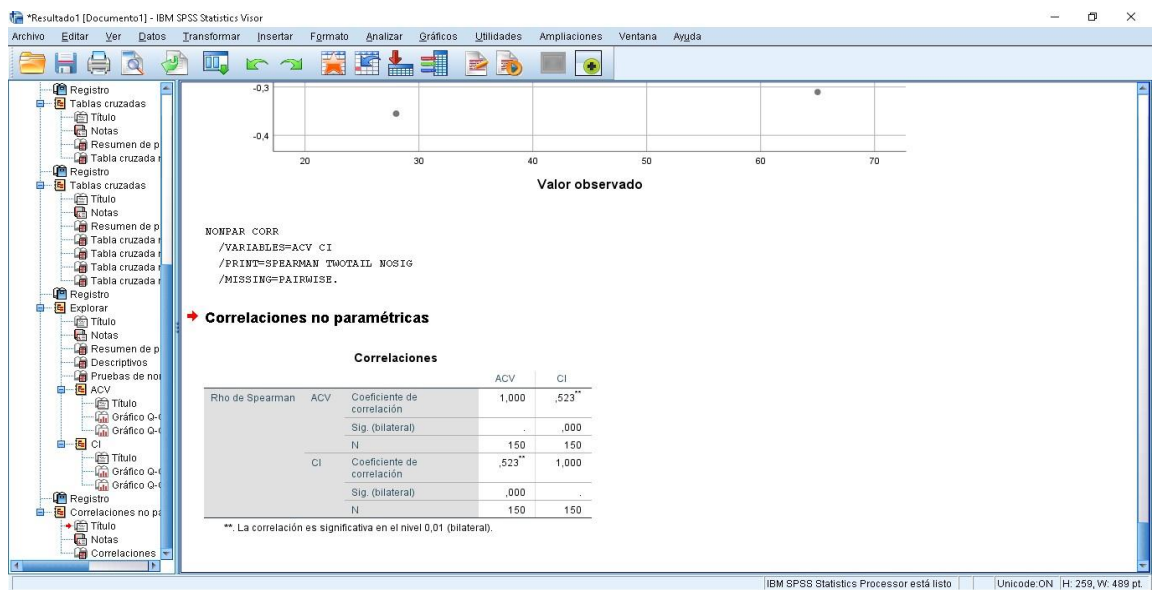 *Resultado1 [Documento1] - IBM SPSS Statistics Visor
Archivo Editar Ver Datos Transformar Insertar Formato Analizar Gráficos Utilidades Ampliaciones Ventana Ayuda
Registro
Tablas cruzadas
Título
Notas
Resumen de p
Tabla cruzada
Registro
Tablas cruzadas
Título
Notas
Resumen de p
Tabla cruzada
Tabla cruzada
Tabla cruzada
Tabla cruzada
Registro
Explorar
Título
Notas
Resumen de p
Descriptivos
Pruebas de nor
ACV
Título
Gráfico Q-
Gráfico Q-
CI
Título
Gráfico Q-
Gráfico Q-
Registro
Correlaciones no pa
Título
Notas
Correlaciones
-0,3
-0,4
20 30 40 50 60 70
Valor observado
NONPAR CORR
/VARIABLES=ACV CI
/PRINT=SPEARMAN TWOTAIL NOSIG
/MISSING=PAIRWISE.
Correlaciones no paramétricas
Correlaciones
ACV CI
Rho de Spearman ACV Coeficiente de correlación 1,000 ,523**
Sig. (bilateral) . ,000
N 150 150
CI Coeficiente de correlación ,523** 1,000
Sig. (bilateral) ,000 .
N 150 150
**. La correlación es significativa en el nivel 0,01 (bilateral).
IBM SPSS Statistics Processor está listo Unicode:ON H: 259, W: 489 pt.